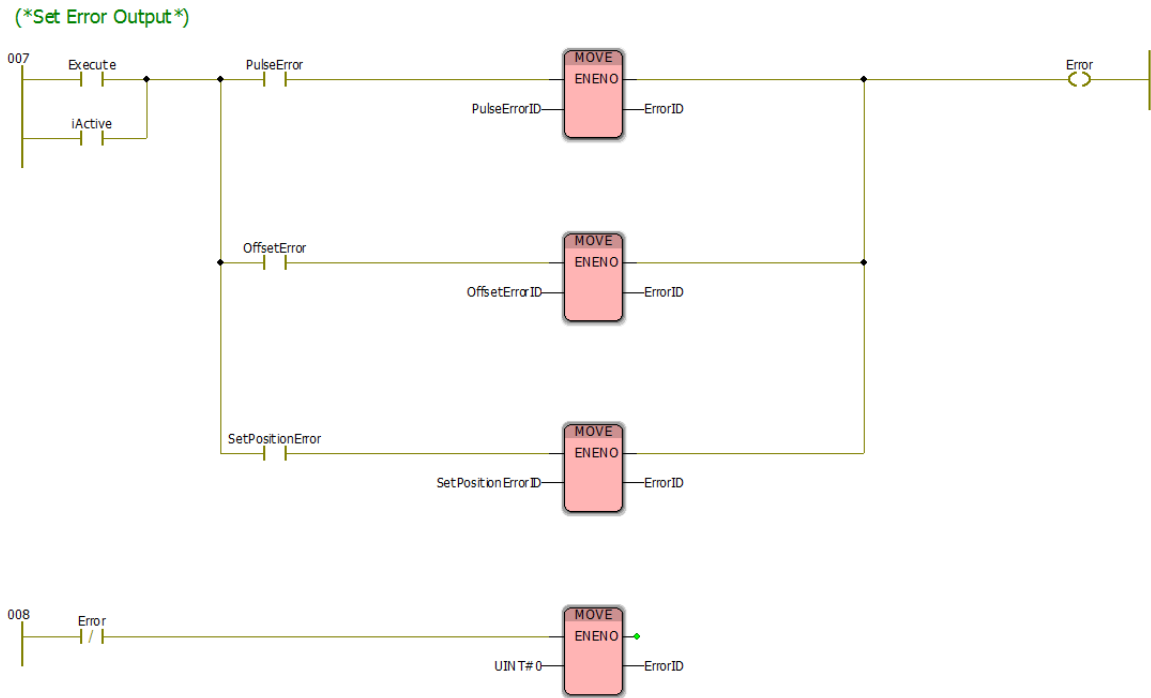 (*Set Error Output*)
007
Execute
PulseError
MOVE
Error
ENENO
PulseErrorID
ErrorID
iActive
OffsetError
MOVE
ENENO
OffsetErrorID
ErrorID
SetPositionError
MOVE
ENENO
SetPositionErrorID
ErrorID
008
Error
MOVE
ENENO
UINT#0
ErrorID